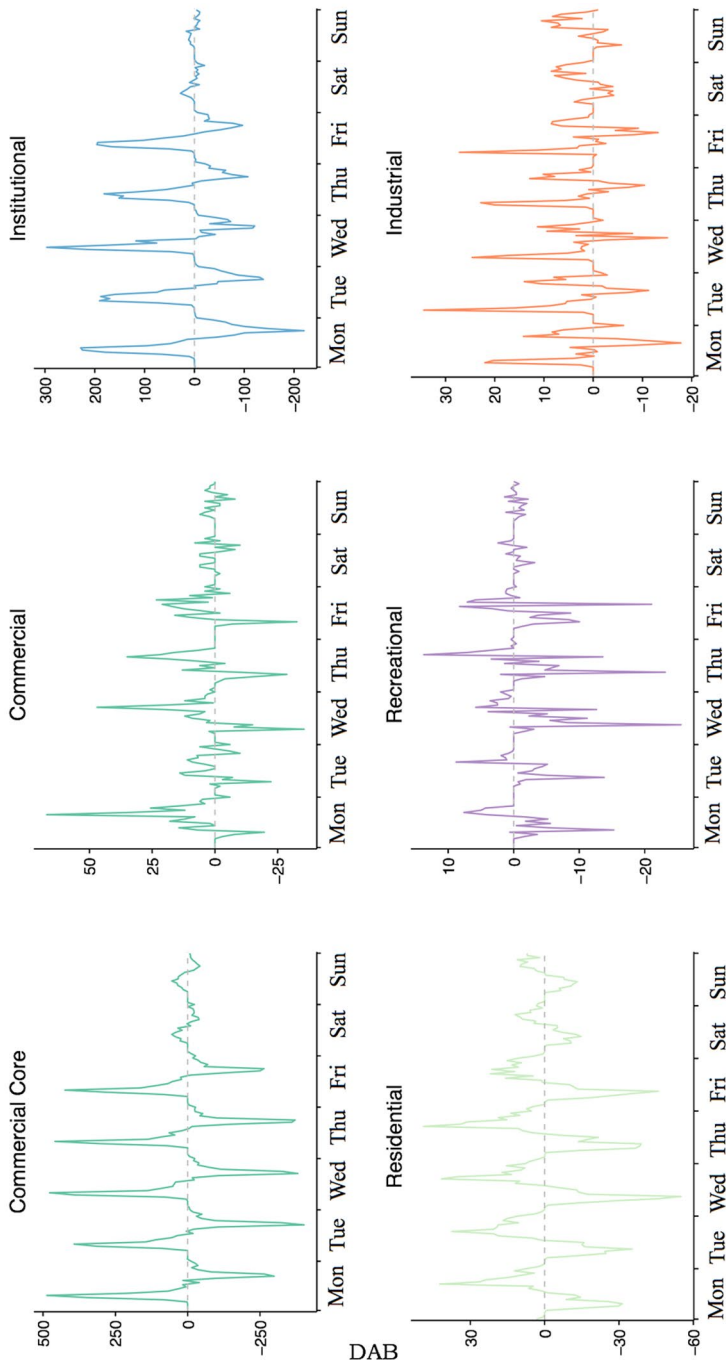 Commercial Core
500
250
0
-250
Mon Tue Wed Thu Fri Sat Sun
Commercial
50
25
0
-25
Mon Tue Wed Thu Fri Sat Sun
Institutional
300
200
100
0
-100
-200
Mon Tue Wed Thu Fri Sat Sun
DAB
Residential
30
0
-30
-60
Mon Tue Wed Thu Fri Sat Sun
Recreational
10
0
-10
-20
Mon Tue Wed Thu Fri Sat Sun
Industrial
30
20
10
0
-10
-20
Mon Tue Wed Thu Fri Sat Sun